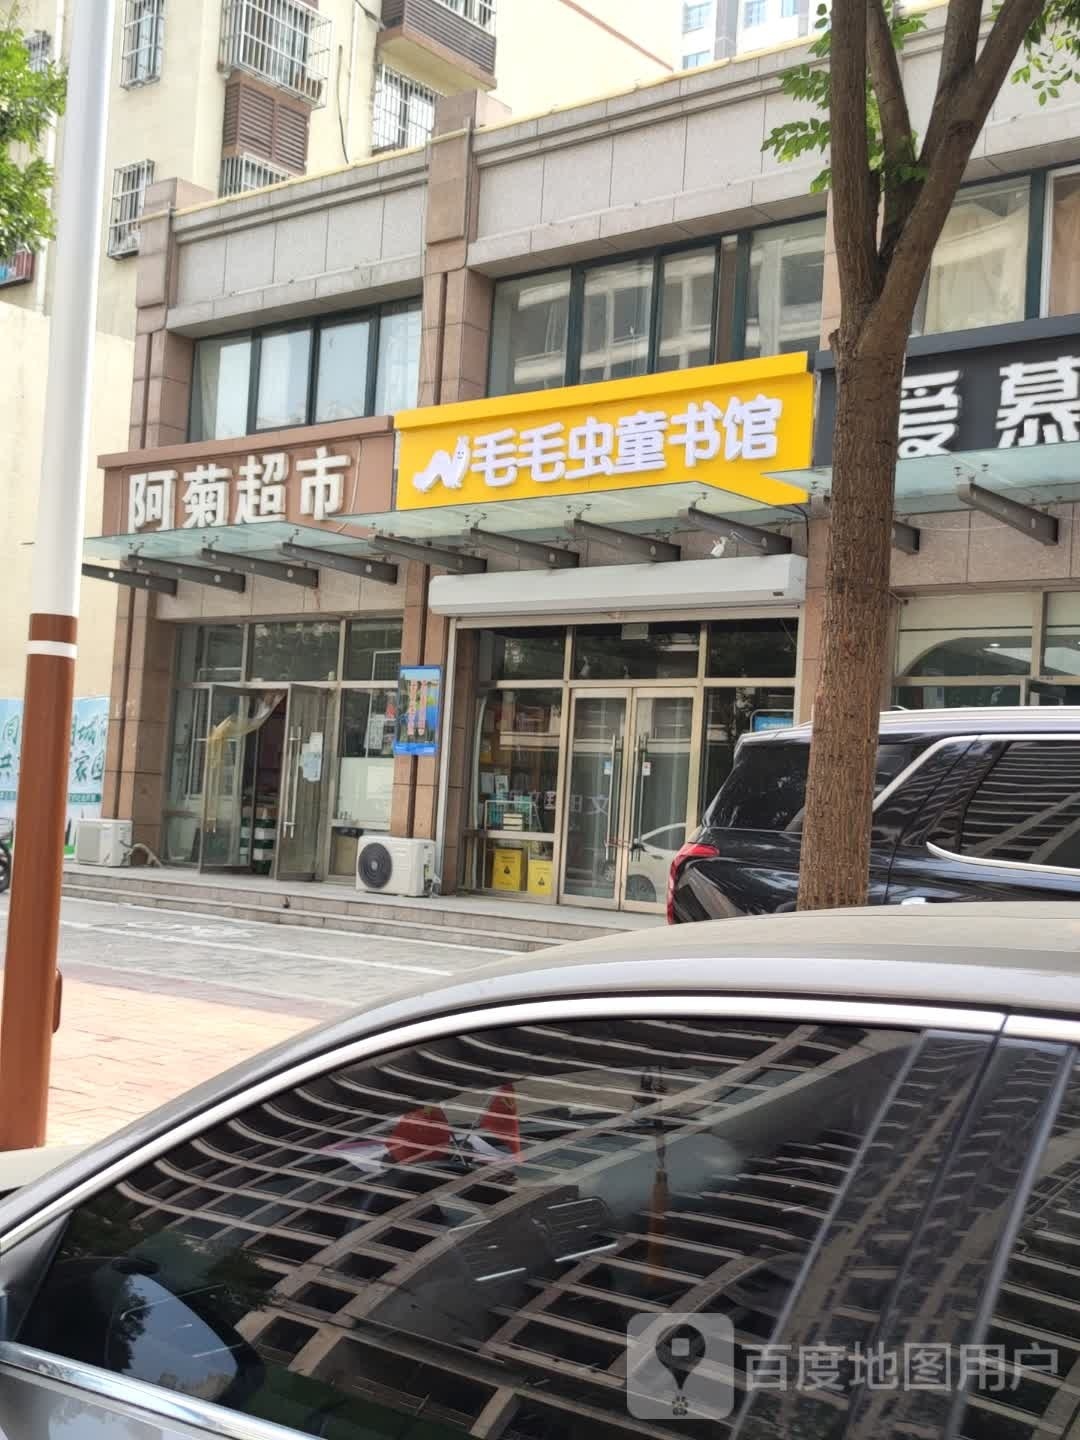 阿菊超市
毛毛虫童书馆
爱慕
百度地图用户